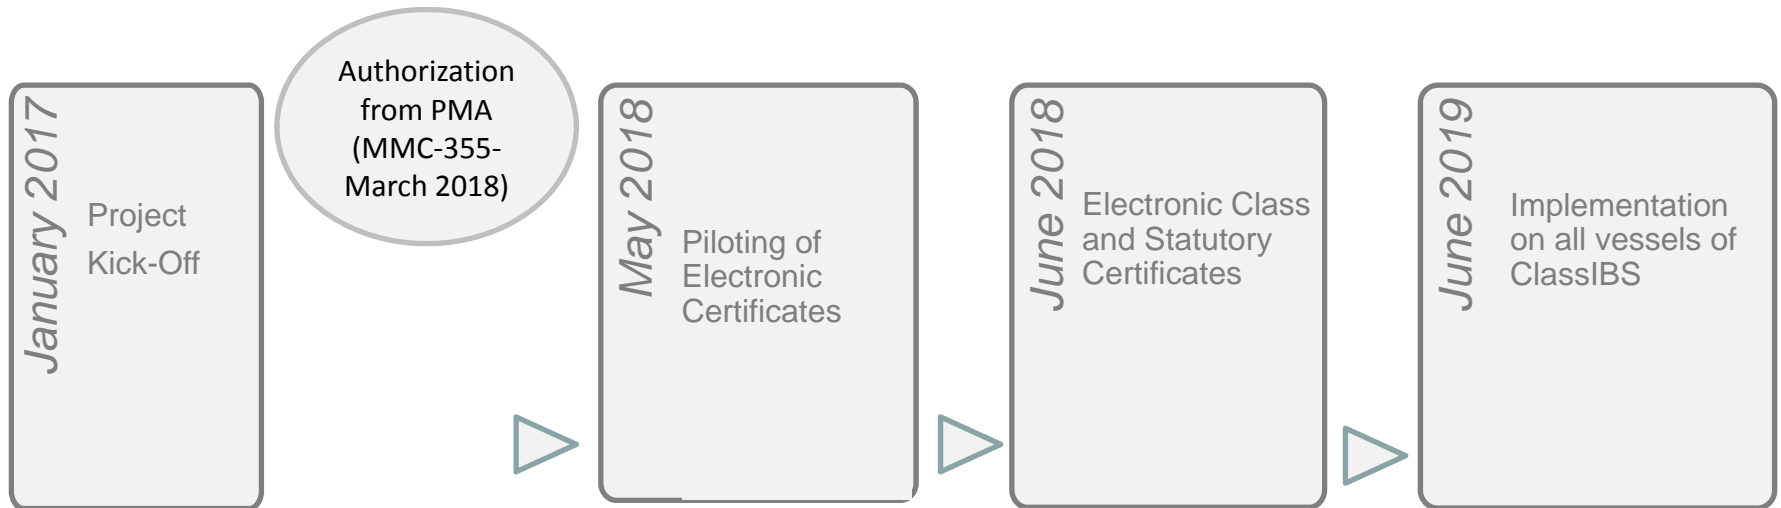 January 2017
Project
Kick-Off
Authorization
from PMA
(MMC-355-
March 2018)
May 2018
Piloting of
Electronic
Certificates
June 2018
Electronic Class
and Statutory
Certificates
June 2019
Implementation
on all vessels of
ClassIBS